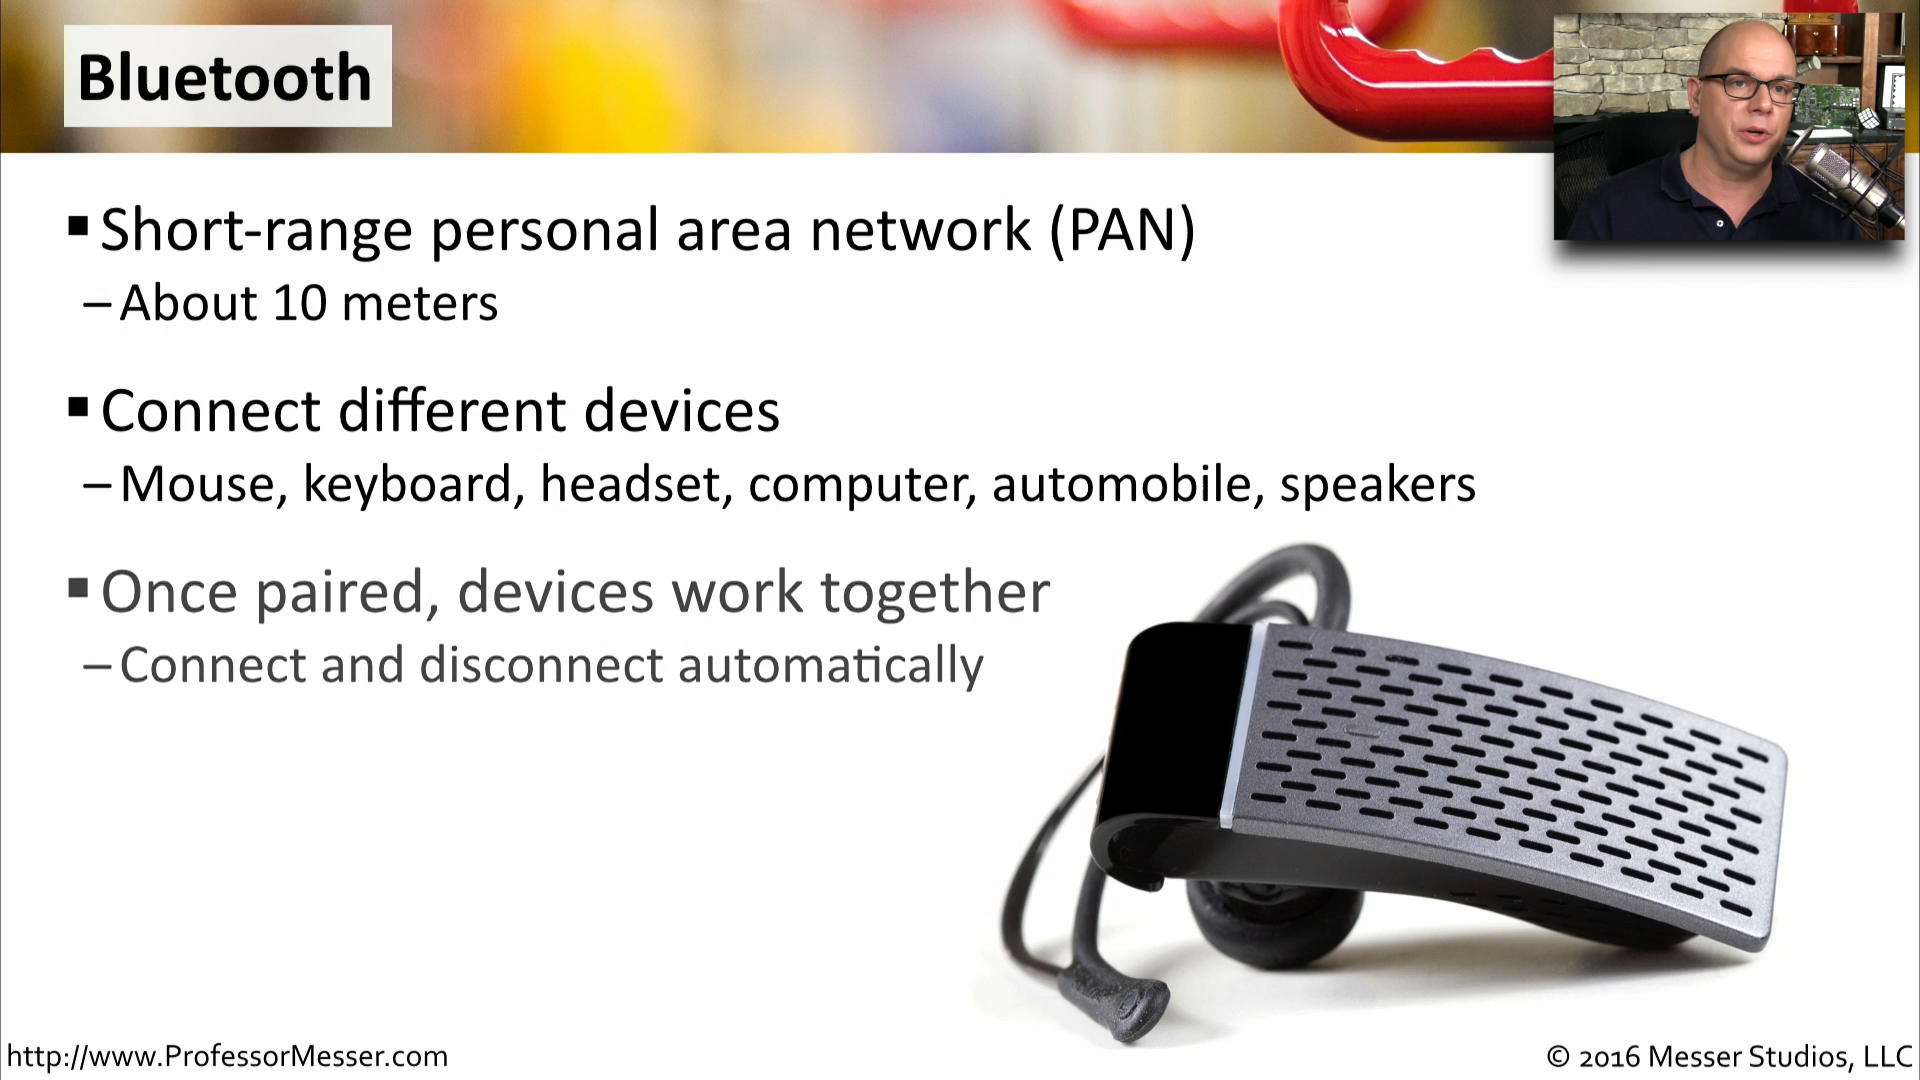 Bluetooth
▪ Short-range personal area network (PAN)
– About 10 meters
▪ Connect different devices
– Mouse, keyboard, headset, computer, automobile, speakers
▪ Once paired, devices work together
– Connect and disconnect automatically
http://www.ProfessorMesser.com
© 2016 Messer Studios, LLC